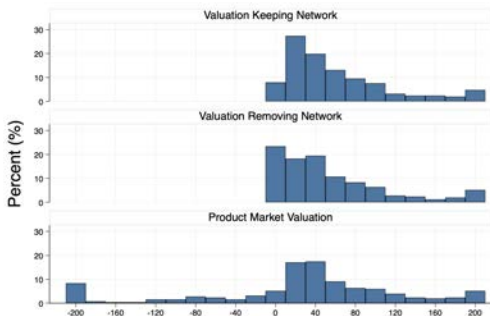 Valuation Keeping Network
30
20
10
0
Valuation Removing Network
30
20
10
0
Percent (%)
Product Market Valuation
30
20
10
0
-200 -160 -120 -80 -40 0 40 80 120 160 200